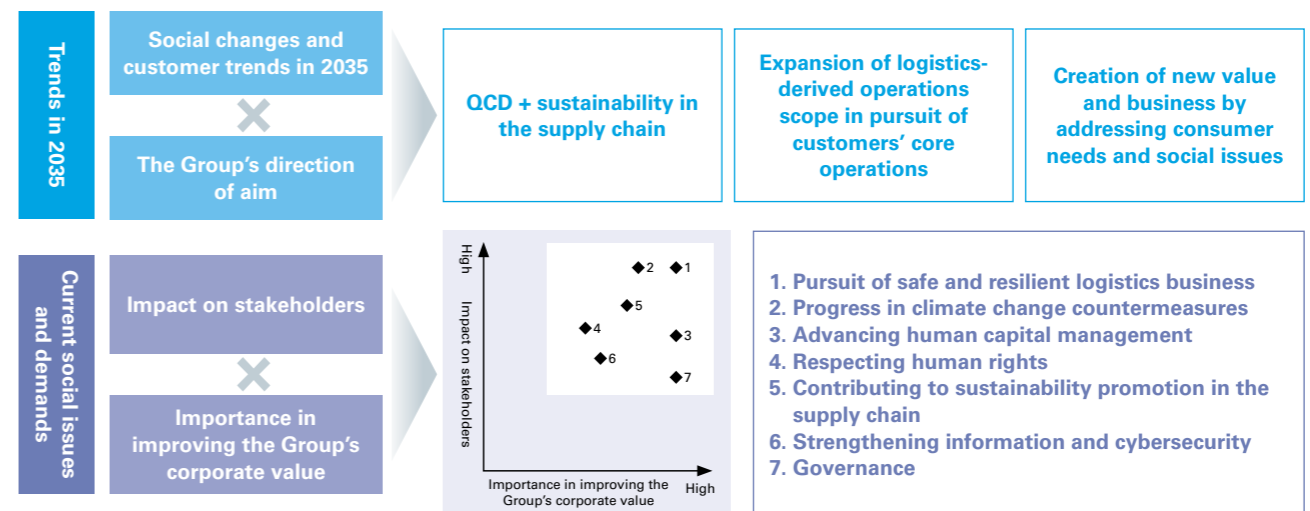 Trends in 2035
Social changes and
customer trends in 2035
The Group's direction
of aim
QCD + sustainability in
the supply chain
Expansion of logistics-
derived operations
scope in pursuit of
customers' core
operations
Creation of new value
and business by
addressing consumer
needs and social issues
Current social issues
and demands
Impact on stakeholders
Importance in
improving the Group's
corporate value
High
Impact on stakeholders
2
1
5
4
3
6
7
Importance in improving the
Group's corporate value
High
1. Pursuit of safe and resilient logistics business
2. Progress in climate change countermeasures
3. Advancing human capital management
4. Respecting human rights
5. Contributing to sustainability promotion in the
supply chain
6. Strengthening information and cybersecurity
7. Governance